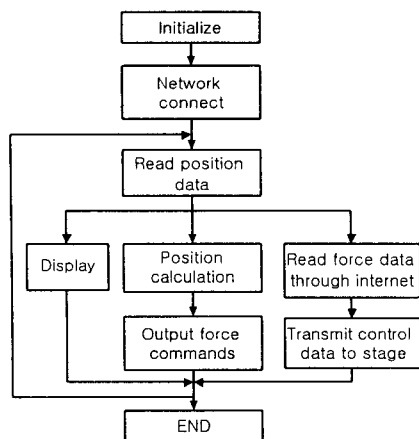 Initialize
Network
connect
Read position
data
Display
Position
calculation
Read force data
through internet
Output force
commands
Transmit control
data to stage
END